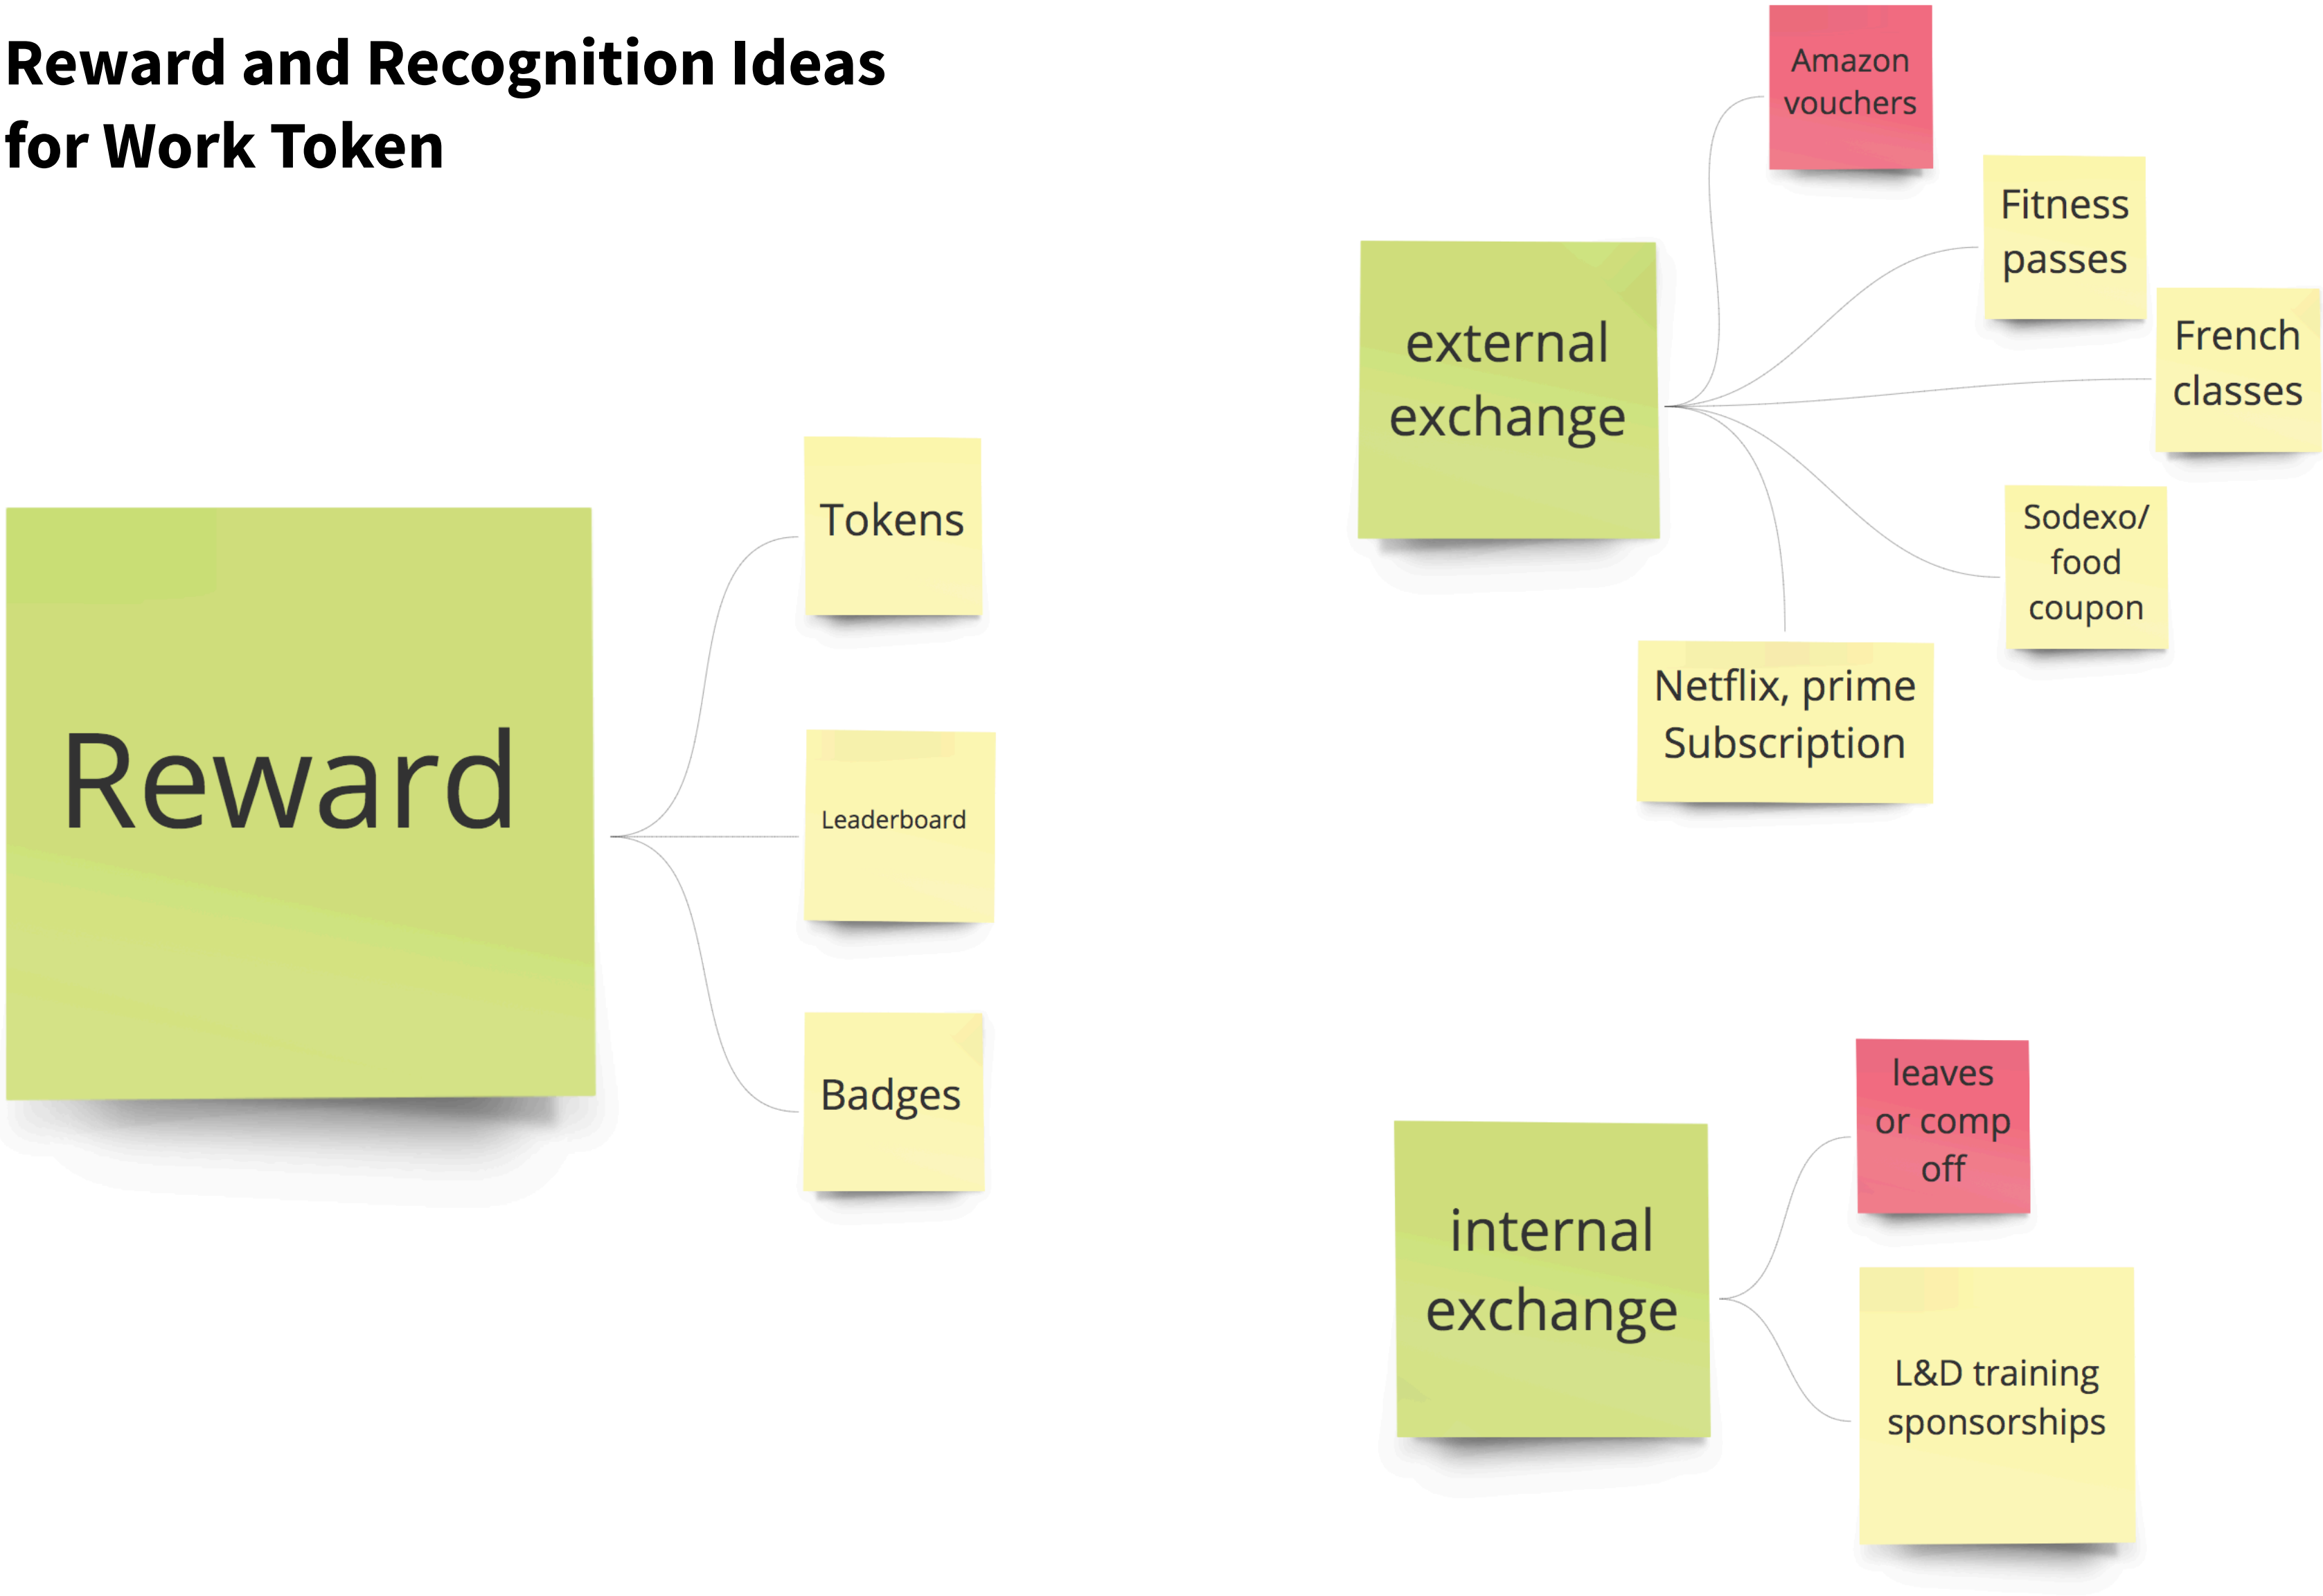 Reward and Recognition Ideas
for Work Token
Reward
Tokens
Leaderboard
Badges
external
exchange
Amazon
vouchers
Fitness
passes
French
classes
Sodexo/
food
coupon
Netflix, prime
Subscription
internal
exchange
leaves
or comp
off
L&D training
sponsorships